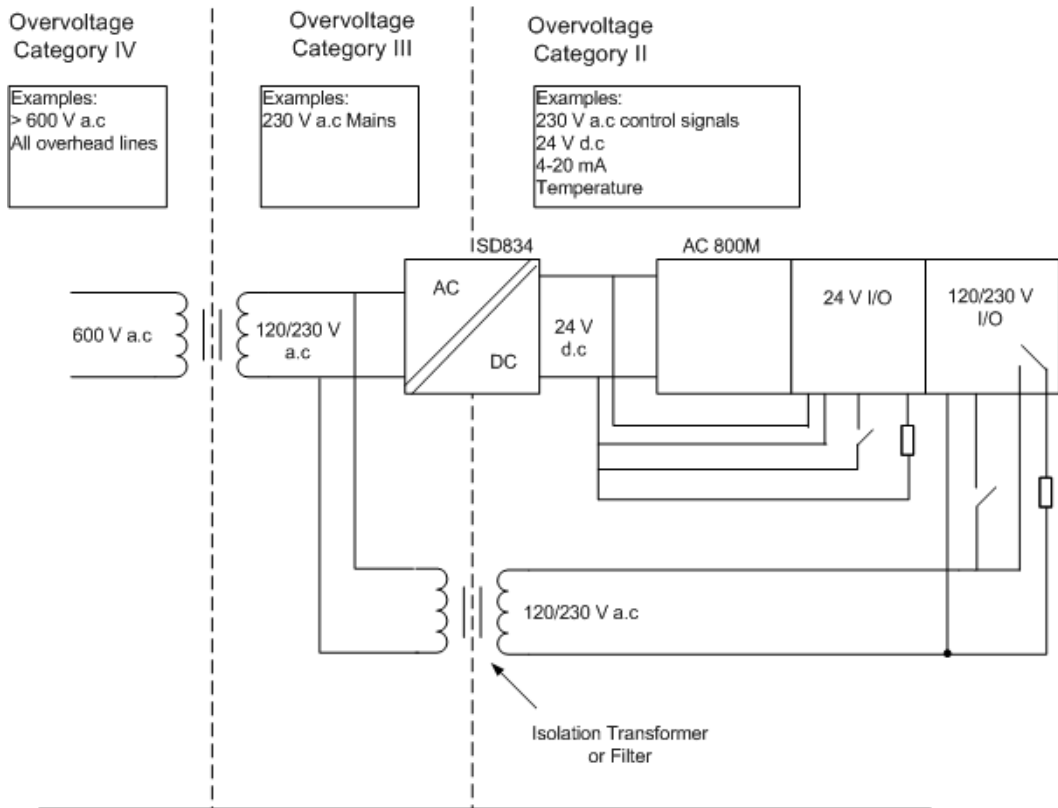 Overvoltage
Category IV
Overvoltage
Category III
Overvoltage
Category II
Examples:
> 600 V a.c
All overhead lines
Examples:
230 V a.c Mains
Examples:
230 V a.c control signals
24 V d.c
4-20 mA
Temperature
SD834
AC 800M
AC
DC
600 V a.c
120/230 V
a.c
24 V
d.c
24 V I/O
120/230 V
I/O
120/230 V a.c
Isolation Transformer
or Filter